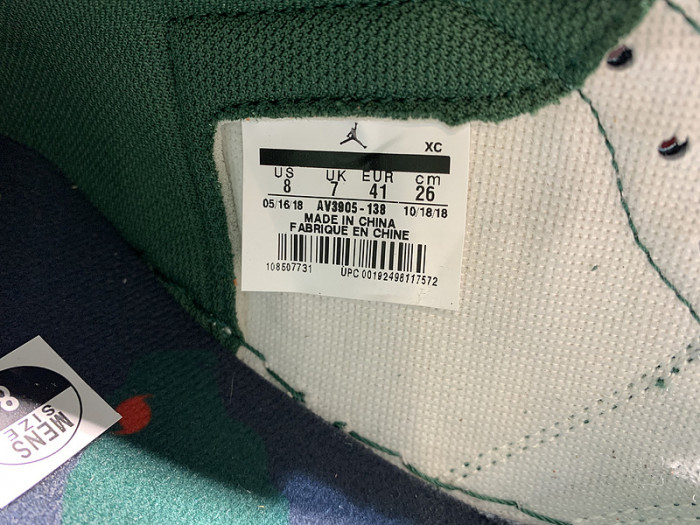 XC
US UK EUR cm
8 7 41 26
05/16/18 AV3905-138 10/18/18
MADE IN CHINA
FABRIQUE EN CHINE
108507731 UPC 00192498117572
8
MENS
SIZE